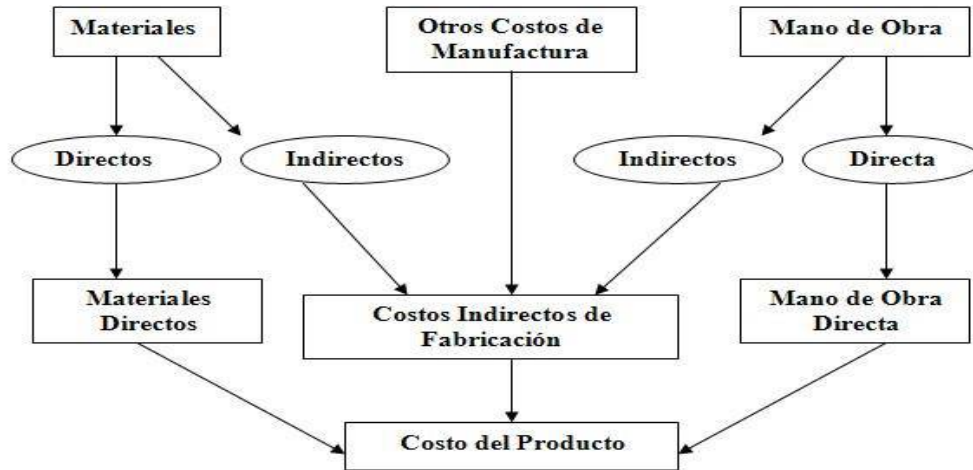 Materiales
Otros Costos de
Manufactura
Mano de Obra
Directos
Indirectos
Indirectos
Directa
Materiales
Directos
Costos Indirectos de
Fabricación
Mano de Obra
Directa
Costo del Producto